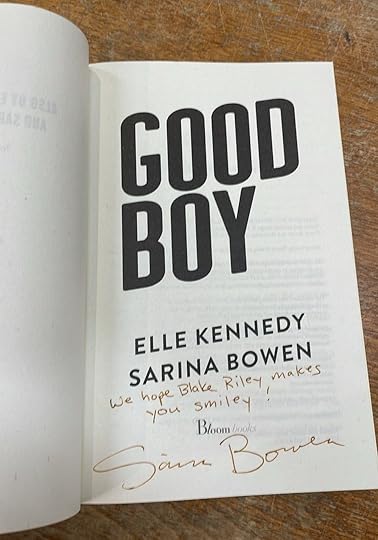 GOOD
BOY
ELLE KENNEDY
SARINA BOWEN
We hope Blake Riley makes
you smiley!
Bloom books
Sarina Bowen